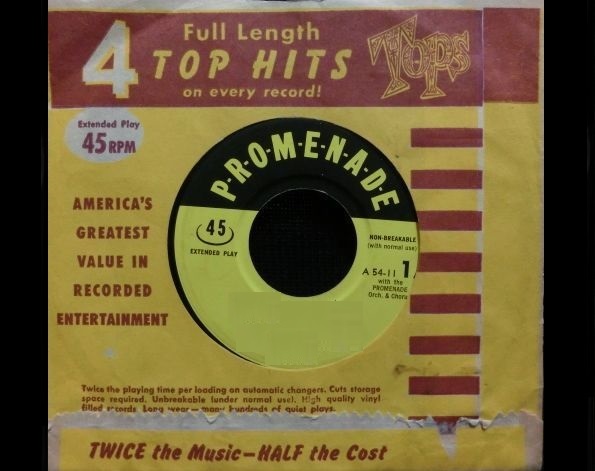 4
Full Length
TOP HITS
on every record!
TOPS
Extended Play
45 RPM
P·R·O·M·E·N·A·D·E
45
EXTENDED PLAY
NON-BREAKABLE
(with normal use)
A 54-11 1
with the
PROMENADE
Orch. & Choru
AMERICA'S
GREATEST
VALUE IN
RECORDED
ENTERTAINMENT
Twice the playing time per loading on automatic changers. Cuts storage
space required. Unbreakable (under normal use). High quality vinyl
filled records. Long wear—many hundreds of quiet plays.
TWICE the Music—HALF the Cost